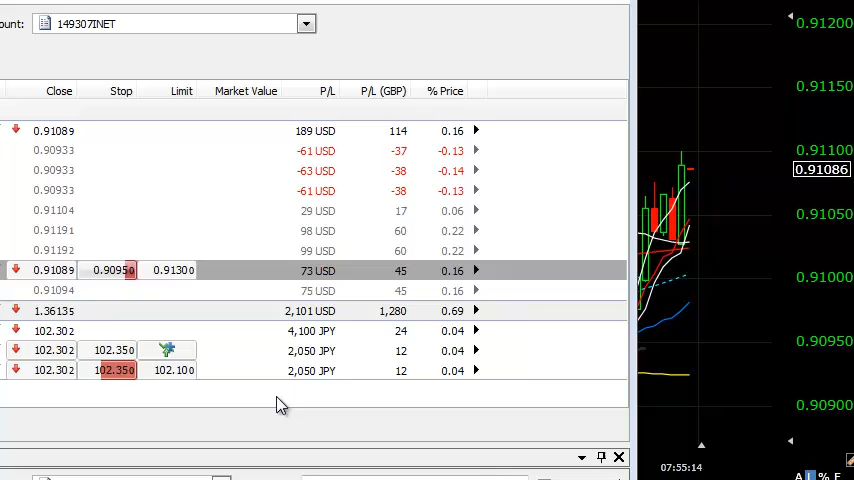 ount: 149307INET
Close Stop Limit Market Value P/L P/L (GBP) % Price
0.91089 189 USD 114 0.16
0.90933 -61 USD -37 -0.13
0.90933 -63 USD -38 -0.14
0.90933 -61 USD -38 -0.13
0.91104 29 USD 17 0.06
0.91191 98 USD 60 0.22
0.91192 99 USD 60 0.22
0.91089 0.90950 0.91300 73 USD 45 0.16
0.91094 75 USD 45 0.16
1.36135 2,101 USD 1,280 0.69
102.302 4,100 JPY 24 0.04
102.302 102.350 2,050 JPY 12 0.04
102.302 102.350 102.100 2,050 JPY 12 0.04
0.91200
0.91150
0.91100
0.91086
0.91050
0.91000
0.90950
0.90900
07:55:14
A L % F